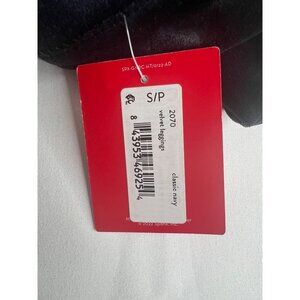 S/P
2070
velvet leggings
classic navy
8 43953 46925 4